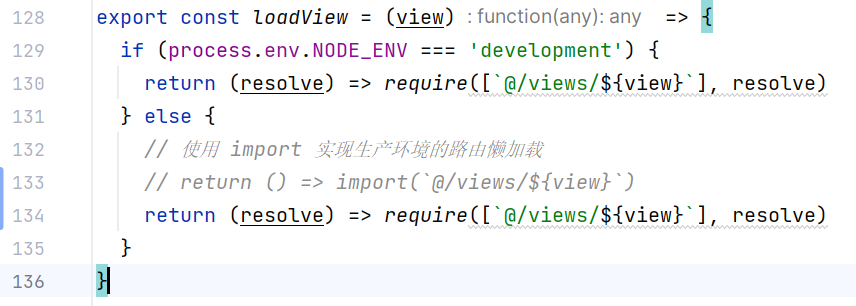 128 export const loadView = (view) : function(any): any => {
129 if (process.env.NODE_ENV === 'development') {
130 return (resolve) => require([`@/views/${view}`], resolve)
131 } else {
132 // 使用 import 实现生产环境的路由懒加载
133 // return () => import(`@/views/${view}`)
134 return (resolve) => require([`@/views/${view}`], resolve)
135 }
136 }